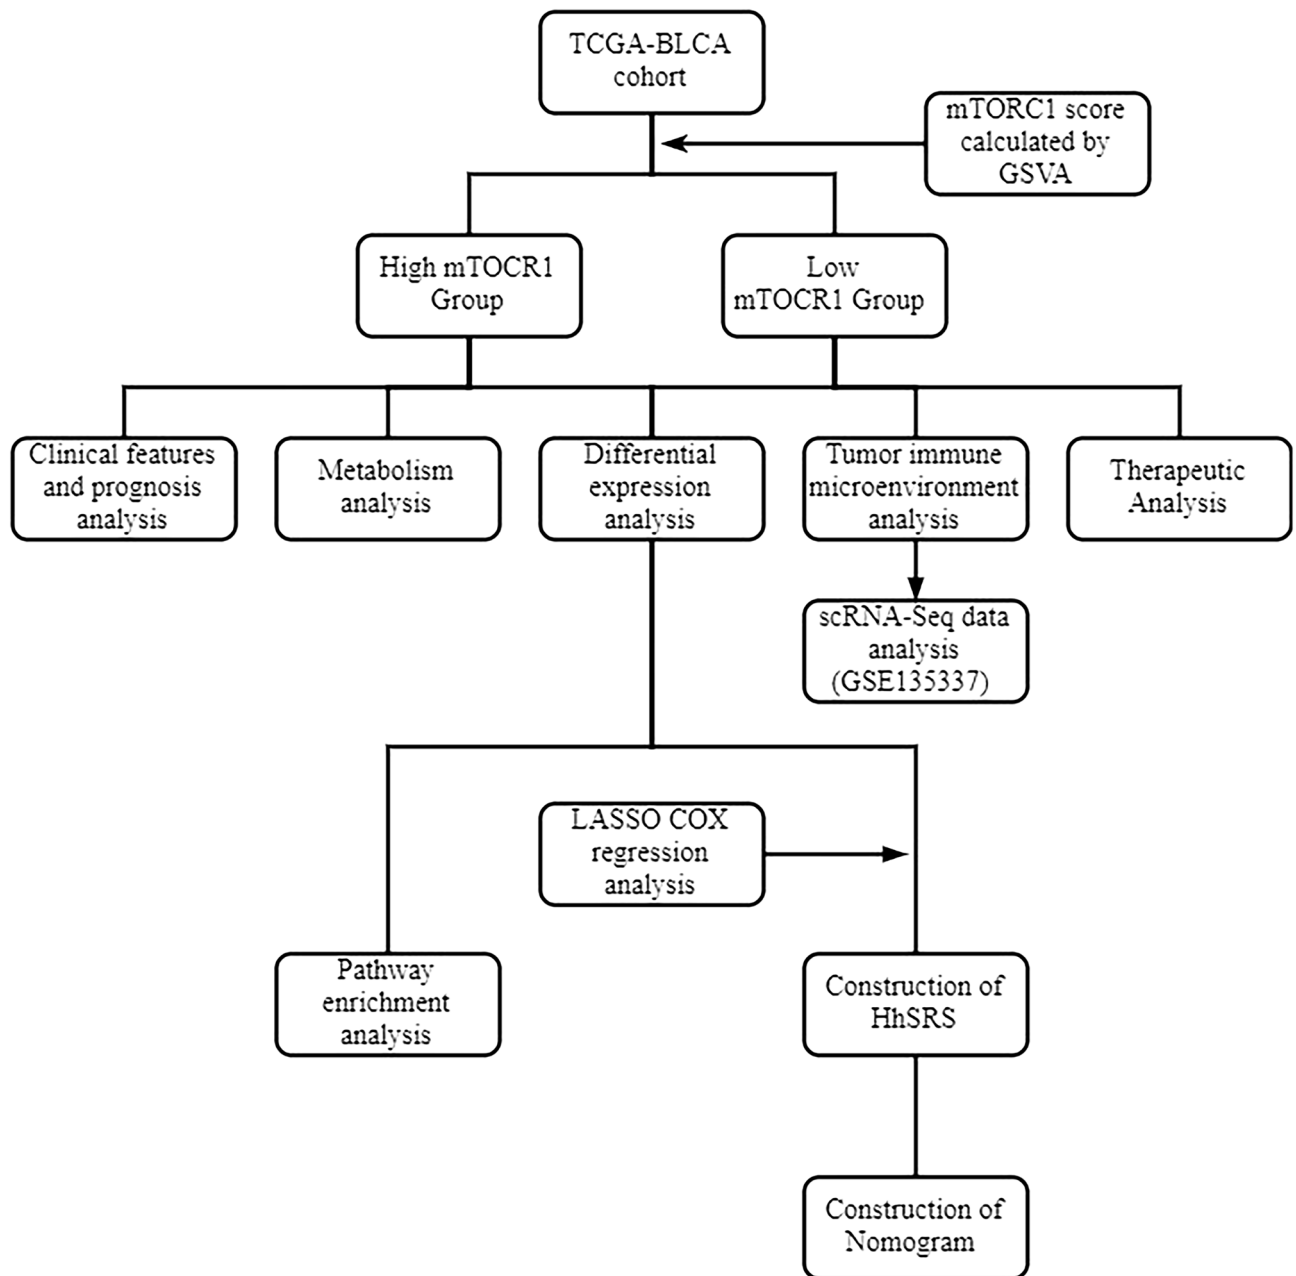 TCGA-BLCA
cohort
mTORC1 score
calculated by
GSVA
High mTOCR1
Group
Low
mTOCR1 Group
Clinical features
and prognosis
analysis
Metabolism
analysis
Differential
expression
analysis
Tumor immune
microenvironment
analysis
Therapeutic
Analysis
scRNA-Seq data
analysis
(GSE135337)
LASSO COX
regression
analysis
Pathway
enrichment
analysis
Construction of
HhSRS
Construction of
Nomogram